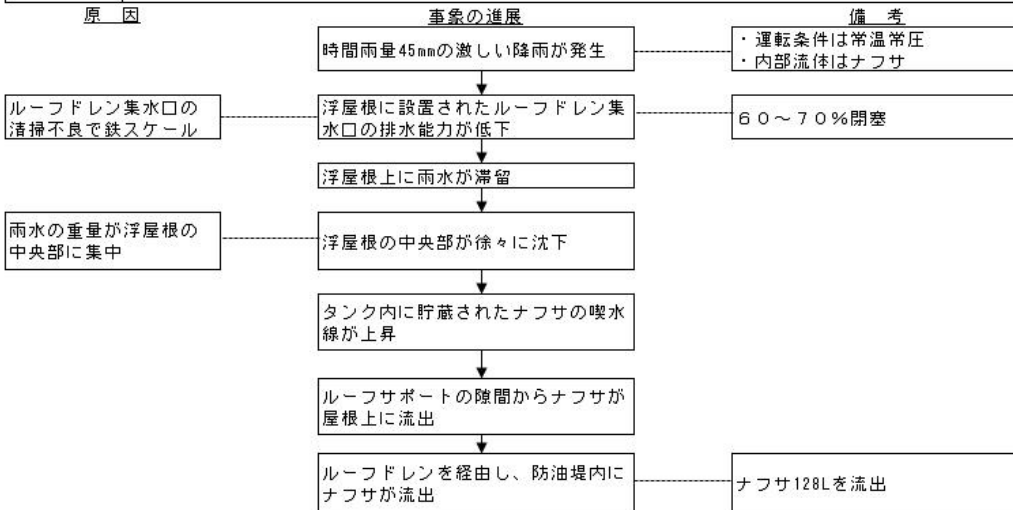 原　因
事象の進展
備　考
時間雨量45mmの激しい降雨が発生
・運転条件は常温常圧
・内部流体はナフサ
ルーフドレン集水口の
清掃不良で鉄スケール
浮屋根に設置されたルーフドレン集
水口の排水能力が低下
６０～７０％閉塞
浮屋根上に雨水が滞留
雨水の重量が浮屋根の
中央部に集中
浮屋根の中央部が徐々に沈下
タンク内に貯蔵されたナフサの喫水
線が上昇
ルーフサポートの隙間からナフサが
屋根上に流出
ルーフドレンを経由し、防油堤内に
ナフサが流出
ナフサ128Lを流出